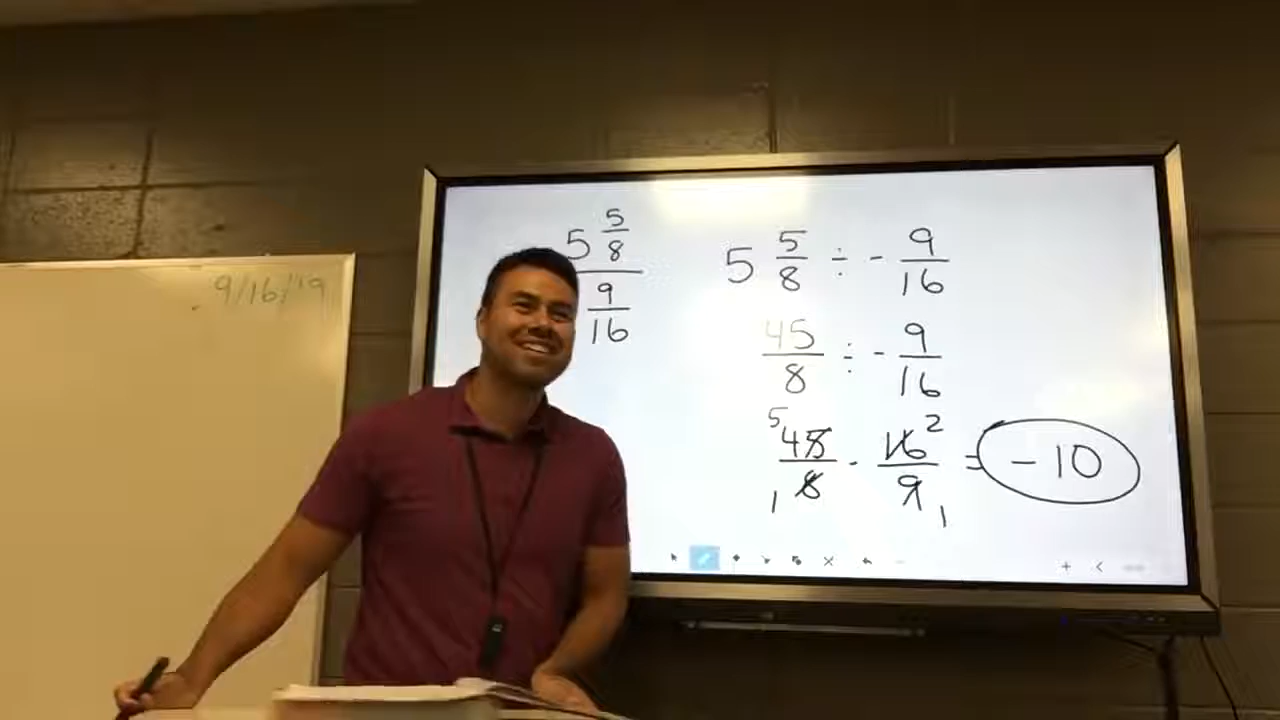 9/16/'19
5 5/8
9/16
5 5/8 ÷ - 9/16
45/8 ÷ - 9/16
5 2
45/8 · 16/9 = -10
1 1